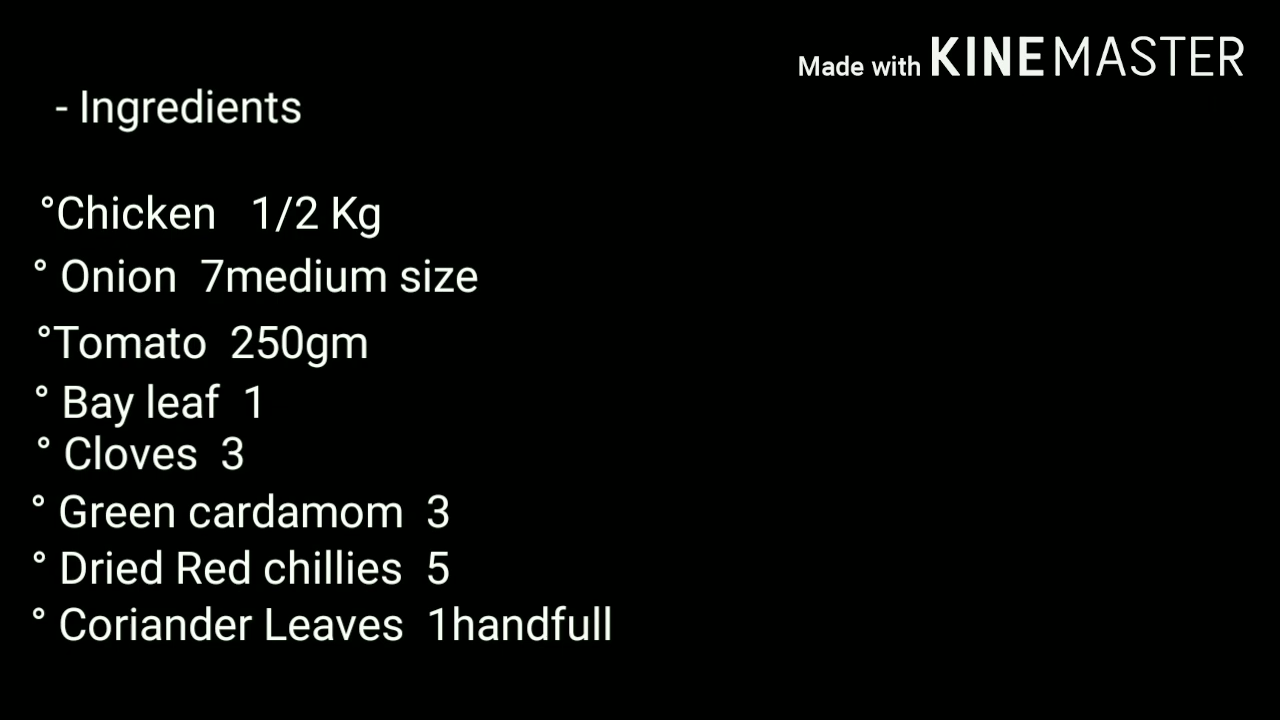 Made with KINEMASTER
- Ingredients
°Chicken 1/2 Kg
° Onion 7medium size
°Tomato 250gm
° Bay leaf 1
° Cloves 3
° Green cardamom 3
° Dried Red chillies 5
° Coriander Leaves 1handfull